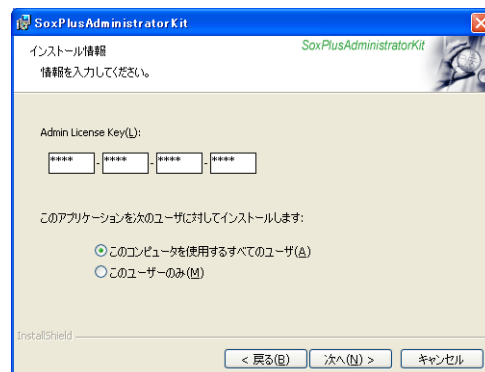 SoxPlusAdministratorKit
インストール情報
SoxPlusAdministratorKit
情報を入力してください。
Admin License Key(L):
**** - **** - **** - ****
このアプリケーションを次のユーザに対してインストールします:
このコンピュータを使用するすべてのユーザ(A)
このユーザーのみ(M)
InstallShield
< 戻る(B) 次へ(N) > キャンセル